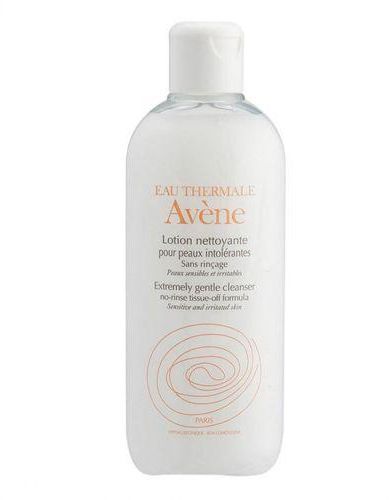 EAU THERMALE
Avène
Lotion nettoyante
pour peaux intolérantes
Sans rinçage
Peaux sensibles et irritables
Extremely gentle cleanser
no-rinse tissue-off formula
Sensitive and irritated skin
PARIS